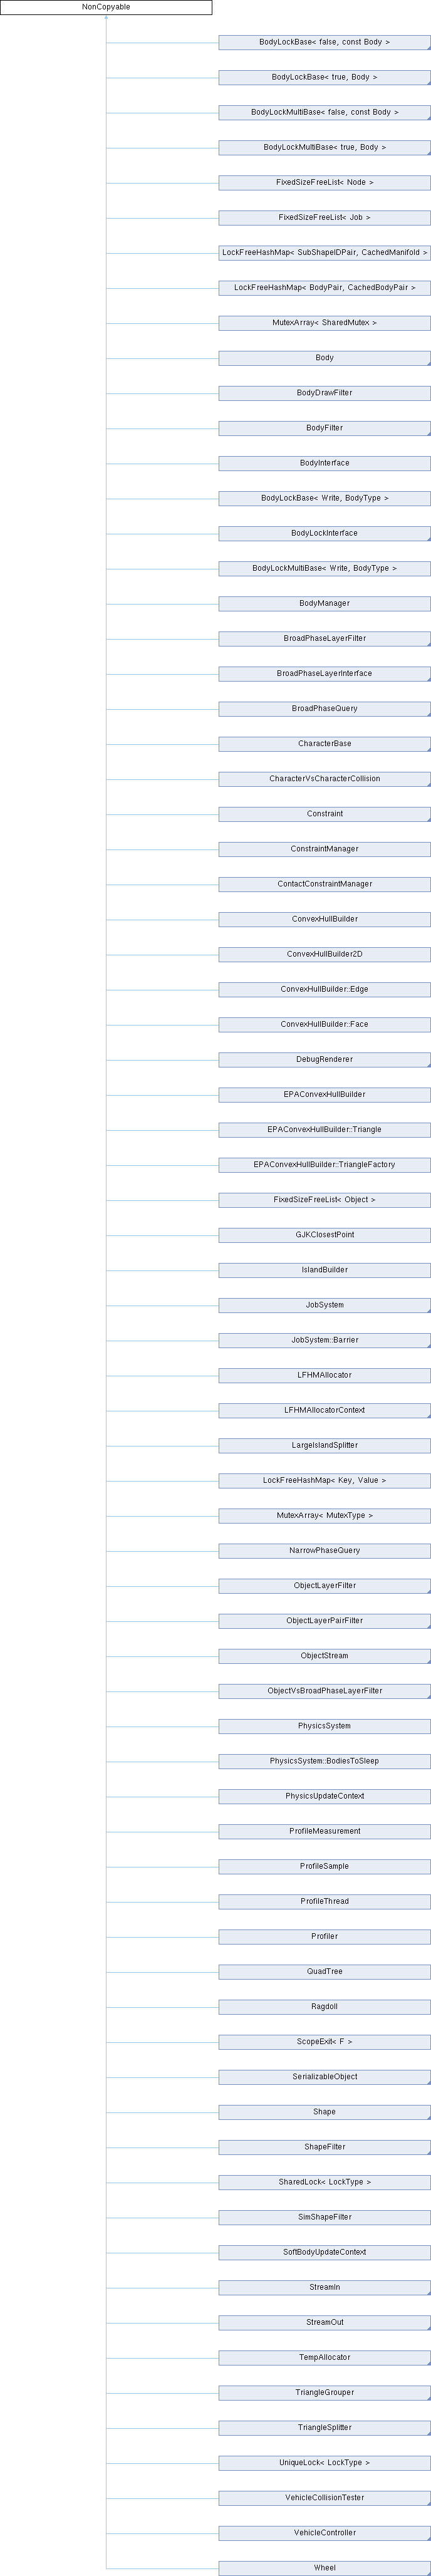 NonCopyable
BodyLockBase< false, const Body >
BodyLockBase< true, Body >
BodyLockMultiBase< false, const Body >
BodyLockMultiBase< true, Body >
FixedSizeFreeList< Node >
FixedSizeFreeList< Job >
LockFreeHashMap< SubShapeIDPair, CachedManifold >
LockFreeHashMap< BodyPair, CachedBodyPair >
MutexArray< SharedMutex >
Body
BodyDrawFilter
BodyFilter
BodyInterface
BodyLockBase< Write, BodyType >
BodyLockInterface
BodyLockMultiBase< Write, BodyType >
BodyManager
BroadPhaseLayerFilter
BroadPhaseLayerInterface
BroadPhaseQuery
CharacterBase
CharacterVsCharacterCollision
Constraint
ConstraintManager
ContactConstraintManager
ConvexHullBuilder
ConvexHullBuilder2D
ConvexHullBuilder::Edge
ConvexHullBuilder::Face
DebugRenderer
EPAConvexHullBuilder
EPAConvexHullBuilder::Triangle
EPAConvexHullBuilder::TriangleFactory
FixedSizeFreeList< Object >
GJKClosestPoint
IslandBuilder
JobSystem
JobSystem::Barrier
LFHMAllocator
LFHMAllocatorContext
LargeIslandSplitter
LockFreeHashMap< Key, Value >
MutexArray< MutexType >
NarrowPhaseQuery
ObjectLayerFilter
ObjectLayerPairFilter
ObjectStream
ObjectVsBroadPhaseLayerFilter
PhysicsSystem
PhysicsSystem::BodiesToSleep
PhysicsUpdateContext
ProfileMeasurement
ProfileSample
ProfileThread
Profiler
QuadTree
Ragdoll
ScopeExit< F >
SerializableObject
Shape
ShapeFilter
SharedLock< LockType >
SimShapeFilter
SoftBodyUpdateContext
StreamIn
StreamOut
TempAllocator
TriangleGrouper
TriangleSplitter
UniqueLock< LockType >
VehicleCollisionTester
VehicleController
Wheel